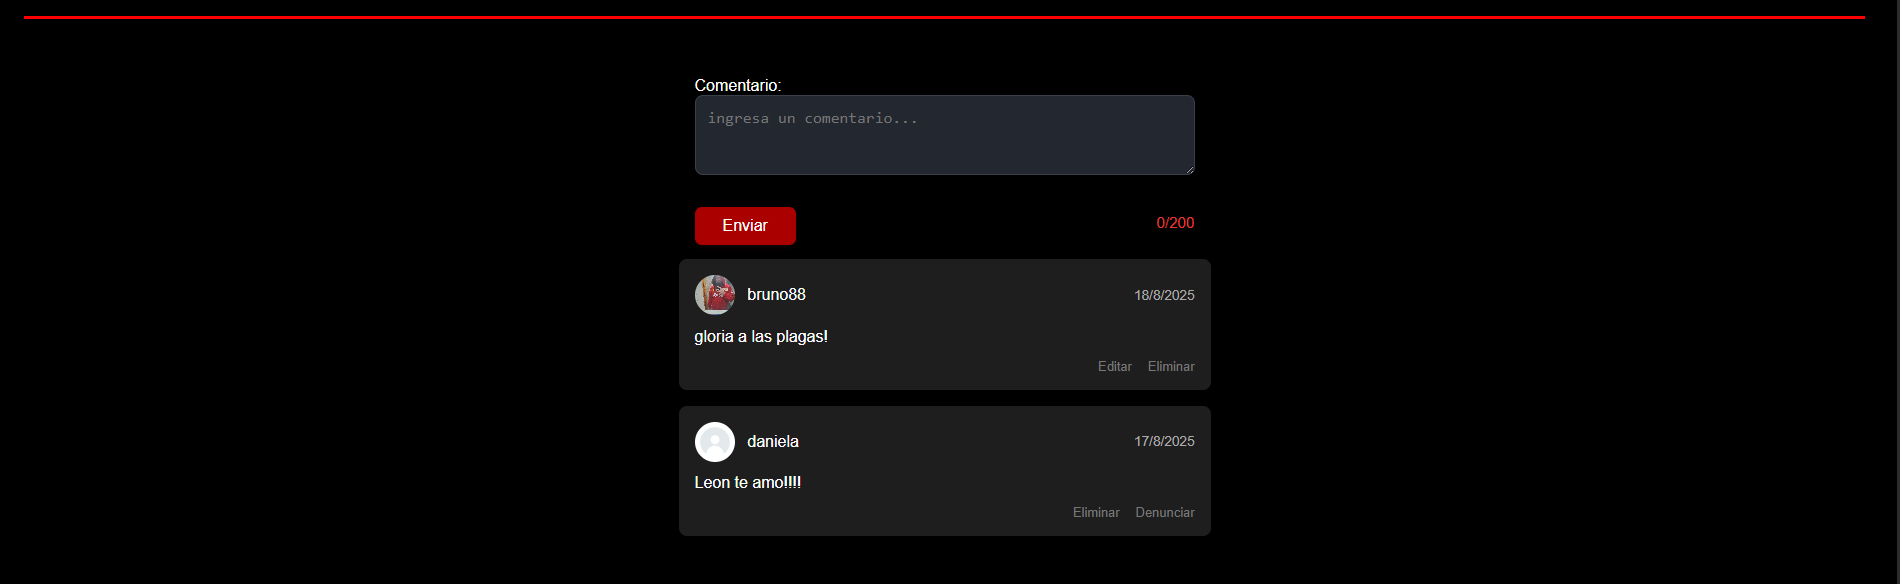 Comentario:
ingresa un comentario...
Enviar
0/200
bruno88
18/8/2025
gloria a las plagas!
Editar Eliminar
daniela
17/8/2025
Leon te amo!!!!
Eliminar Denunciar